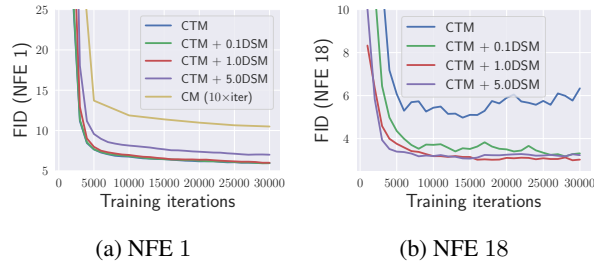 FID (NFE 1)
25
20
15
10
5
CTM
CTM + 0.1DSM
CTM + 1.0DSM
CTM + 5.0DSM
CM (10×iter)
0 5000 10000 15000 20000 25000 30000
Training iterations
(a) NFE 1
FID (NFE 18)
10
8
6
4
CTM
CTM + 0.1DSM
CTM + 1.0DSM
CTM + 5.0DSM
0 5000 10000 15000 20000 25000 30000
Training iterations
(b) NFE 18